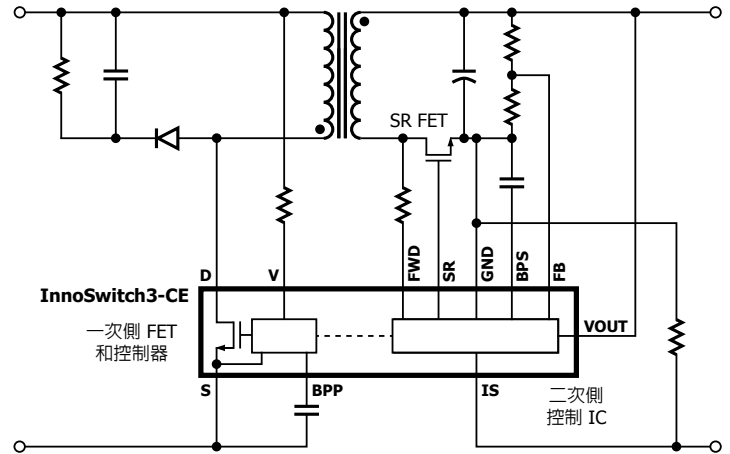 SR FET
D
V
FWD
SR
GND
BPS
FB
InnoSwitch3-CE
一次側 FET
和控制器
VOUT
S
BPP
IS
二次側
控制 IC